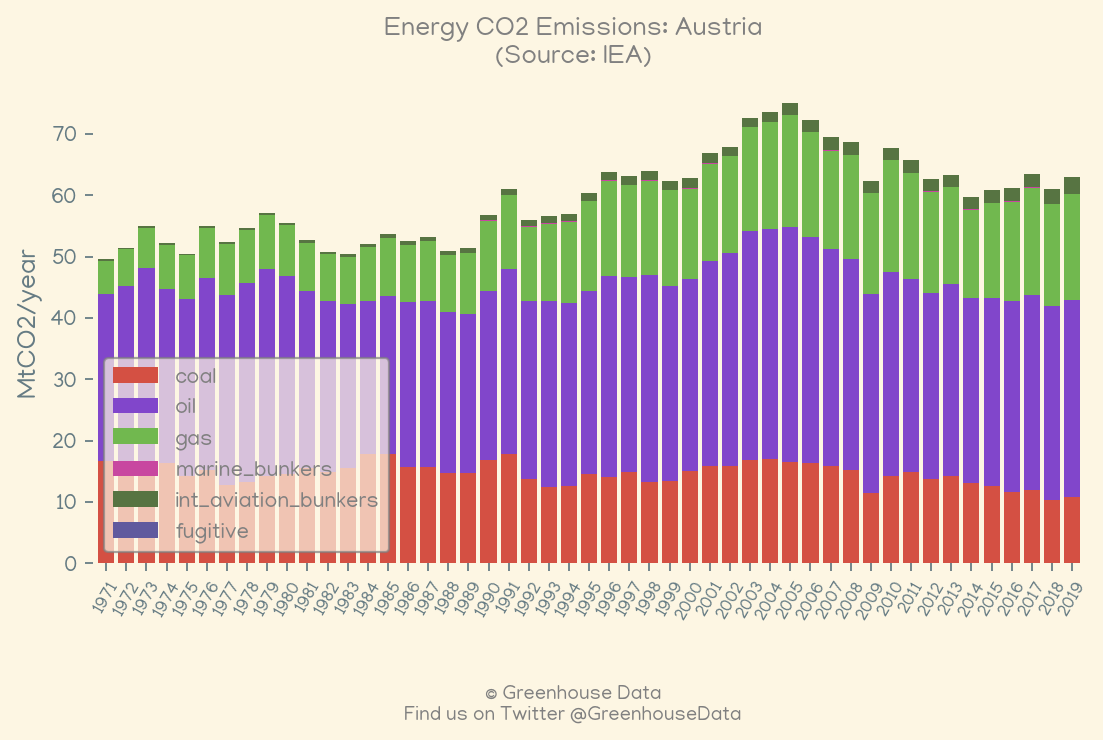 Energy CO2 Emissions: Austria
(Source: IEA)
MtCO2/year
70
60
50
40
30
20
10
0
coal
oil
gas
marine_bunkers
int_aviation_bunkers
fugitive
1971 1972 1973 1974 1975 1976 1977 1978 1979 1980 1981 1982 1983 1984 1985 1986 1987 1988 1989 1990 1991 1992 1993 1994 1995 1996 1997 1998 1999 2000 2001 2002 2003 2004 2005 2006 2007 2008 2009 2010 2011 2012 2013 2014 2015 2016 2017 2018 2019
© Greenhouse Data
Find us on Twitter @GreenhouseData